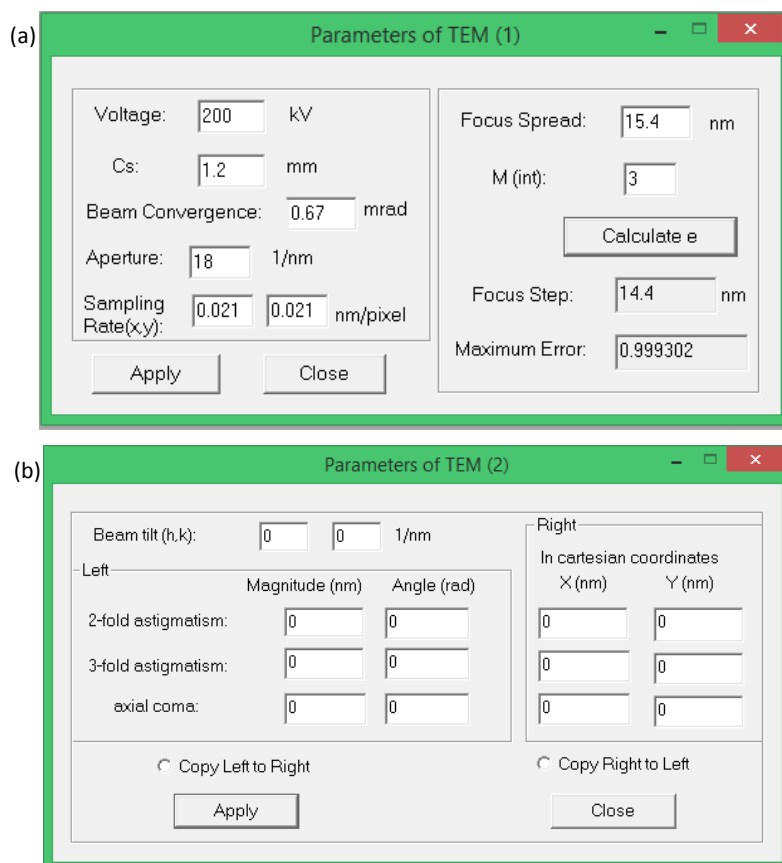 (a)
Parameters of TEM (1)
Voltage: 200 kV
Cs: 1.2 mm
Beam Convergence: 0.67 mrad
Aperture: 18 1/nm
Sampling
Rate(x,y): 0.021 0.021 nm/pixel
Apply Close
Focus Spread: 15.4 nm
M (int): 3
Calculate e
Focus Step: 14.4 nm
Maximum Error: 0.999302
(b)
Parameters of TEM (2)
Beam tilt (h,k): 0 0 1/nm
Left
Magnitude (nm) Angle (rad)
2-fold astigmatism: 0 0
3-fold astigmatism: 0 0
axial coma: 0 0
Right
In cartesian coordinates
X (nm) Y (nm)
0 0
0 0
0 0
Copy Left to Right
Copy Right to Left
Apply
Close